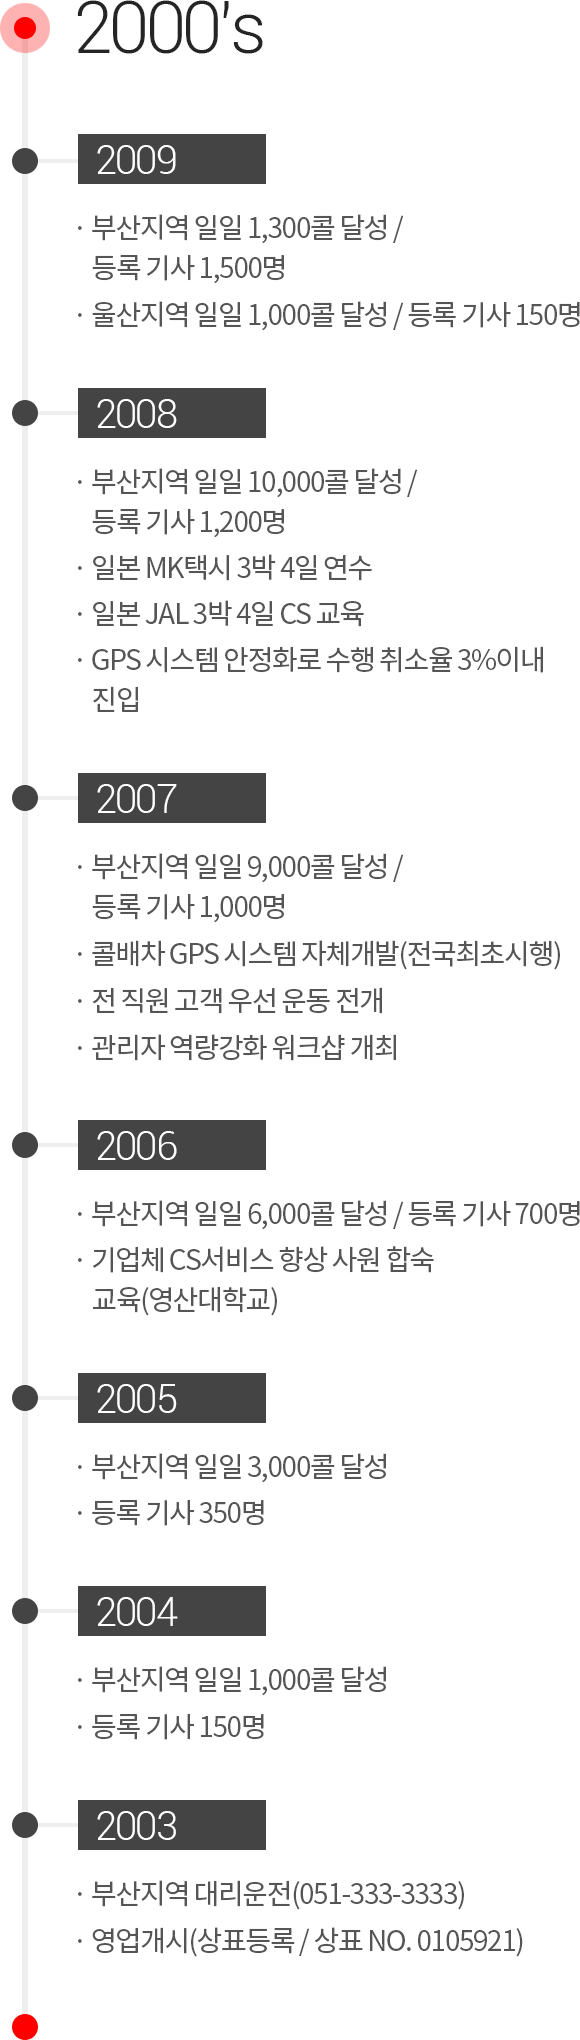 2000's
2009
· 부산지역 일일 1,300콜 달성 /
등록 기사 1,500명
· 울산지역 일일 1,000콜 달성 / 등록 기사 150명
2008
· 부산지역 일일 10,000콜 달성 /
등록 기사 1,200명
· 일본 MK택시 3박 4일 연수
· 일본 JAL 3박 4일 CS 교육
· GPS 시스템 안정화로 수행 취소율 3%이내
진입
2007
· 부산지역 일일 9,000콜 달성 /
등록 기사 1,000명
· 콜배차 GPS 시스템 자체개발(전국최초시행)
· 전 직원 고객 우선 운동 전개
· 관리자 역량강화 워크샵 개최
2006
· 부산지역 일일 6,000콜 달성 / 등록 기사 700명
· 기업체 CS서비스 향상 사원 합숙
교육(영산대학교)
2005
· 부산지역 일일 3,000콜 달성
· 등록 기사 350명
2004
· 부산지역 일일 1,000콜 달성
· 등록 기사 150명
2003
· 부산지역 대리운전(051-333-3333)
· 영업개시(상표등록 / 상표 NO. 0105921)